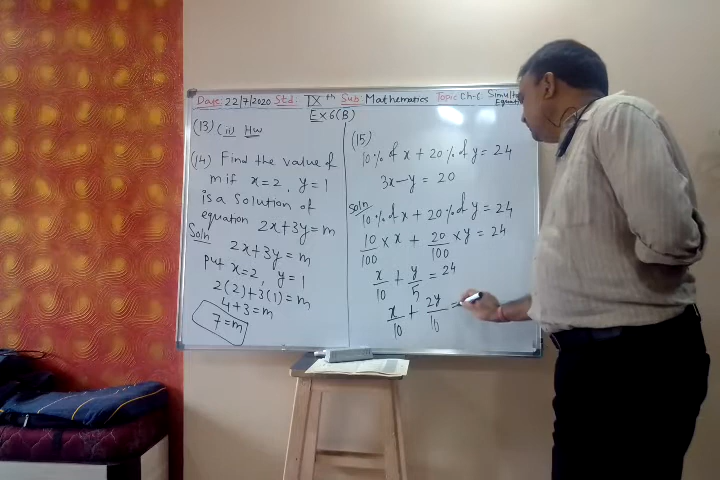 Date: 22/7/2020 Std: IXth Sub: Mathematics Topic Ch-6: Simult
Equat
EX 6(B)
(13) (ii) HW
(14) Find the value of
m if x=2, y=1
is a solution of
equation 2x+3y=m
Soln
2x+3y=m
put x=2, y=1
2(2)+3(1)=m
4+3=m
7=m
(15)
10% of x + 20% of y = 24
3x-y = 20
Soln
10% of x + 20% of y = 24
10/100 × x + 20/100 × y = 24
x/10 + y/5 = 24
x/10 + 2y/10 =